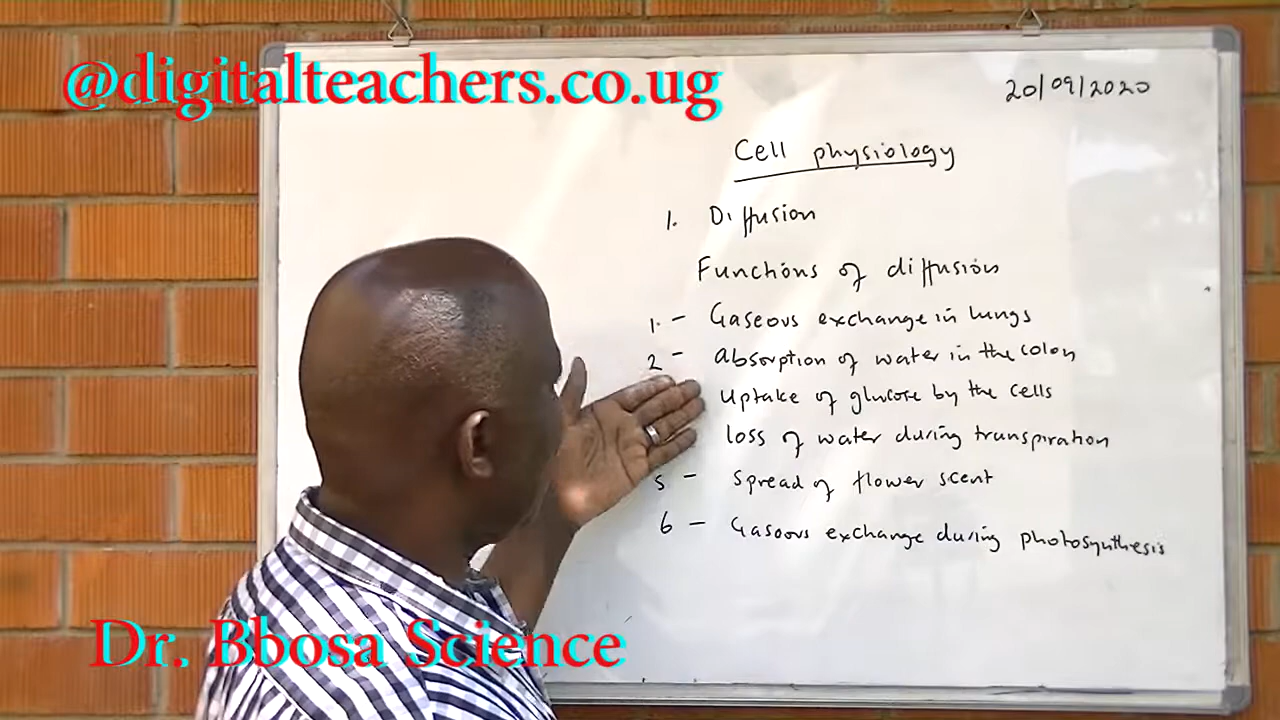 @digitalteachers.co.ug
20/09/2020
Cell physiology
1. Diffusion
Functions of diffusion
1. - Gaseous exchange in lungs
2 - absorption of water in the colon
uptake of glucose by the cells
loss of water during transpiration
5 - spread of flower scent
6 - Gasoous exchange during photosynthesis
Dr. Bbosa Science